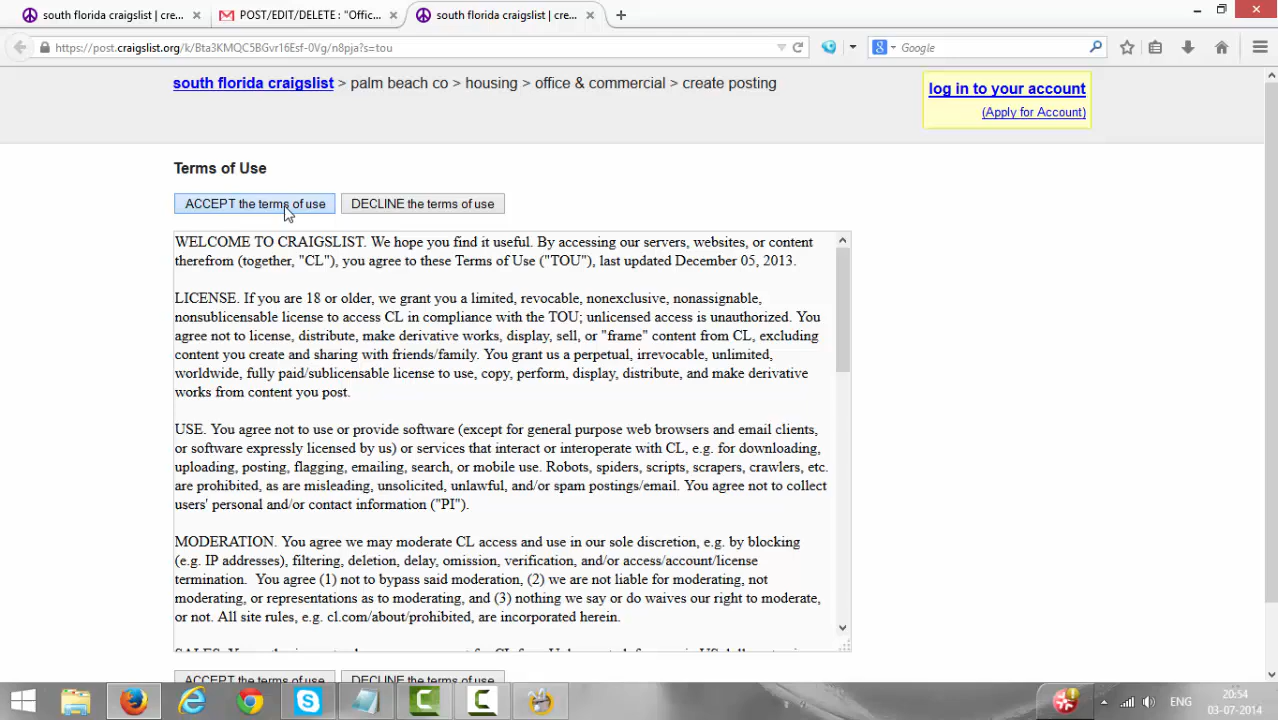 south florida craigslist | cre...
POST/EDIT/DELETE : "Offic...
south florida craigslist | cre...
https://post.craigslist.org/k/Bta3KMQC5BGvr16Esf-0Vg/n8pja?s=tou
Google
south florida craigslist > palm beach co > housing > office & commercial > create posting
log in to your account
(Apply for Account)
Terms of Use
ACCEPT the terms of use
DECLINE the terms of use
WELCOME TO CRAIGSLIST. We hope you find it useful. By accessing our servers, websites, or content
therefrom (together, "CL"), you agree to these Terms of Use ("TOU"), last updated December 05, 2013.
LICENSE. If you are 18 or older, we grant you a limited, revocable, nonexclusive, nonassignable,
nonsublicensable license to access CL in compliance with the TOU; unlicensed access is unauthorized. You
agree not to license, distribute, make derivative works, display, sell, or "frame" content from CL, excluding
content you create and sharing with friends/family. You grant us a perpetual, irrevocable, unlimited,
worldwide, fully paid/sublicensable license to use, copy, perform, display, distribute, and make derivative
works from content you post.
USE. You agree not to use or provide software (except for general purpose web browsers and email clients,
or software expressly licensed by us) or services that interact or interoperate with CL, e.g. for downloading,
uploading, posting, flagging, emailing, search, or mobile use. Robots, spiders, scripts, scrapers, crawlers, etc.
are prohibited, as are misleading, unsolicited, unlawful, and/or spam postings/email. You agree not to collect
users' personal and/or contact information ("PI").
MODERATION. You agree we may moderate CL access and use in our sole discretion, e.g. by blocking
(e.g. IP addresses), filtering, deletion, delay, omission, verification, and/or access/account/license
termination. You agree (1) not to bypass said moderation, (2) we are not liable for moderating, not
moderating, or representations as to moderating, and (3) nothing we say or do waives our right to moderate,
or not. All site rules, e.g. cl.com/about/prohibited, are incorporated herein.
ACCEPT the terms of use
DECLINE the terms of use
ENG
20:54
03-07-2014